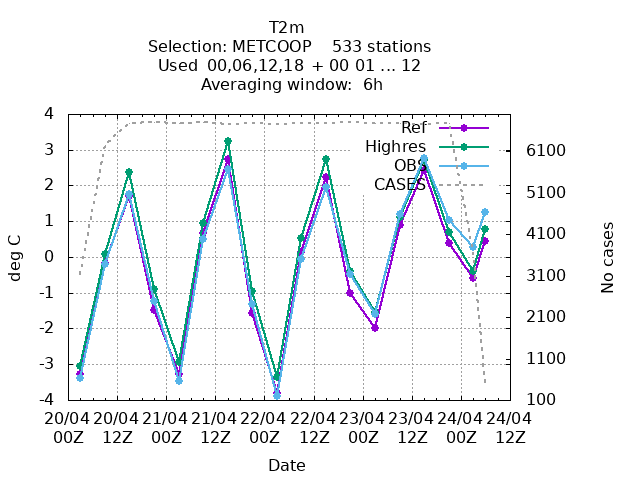 T2m
Selection: METCOOP 533 stations
Used 00,06,12,18 + 00 01 ... 12
Averaging window: 6h
Ref
Highres
OBS
CASES
4
3
2
1
0
-1
-2
-3
-4
deg C
6100
5100
4100
3100
2100
1100
100
No cases
20/04 20/04 21/04 21/04 22/04 22/04 23/04 23/04 24/04 24/04
00Z 12Z 00Z 12Z 00Z 12Z 00Z 12Z 00Z 12Z
Date